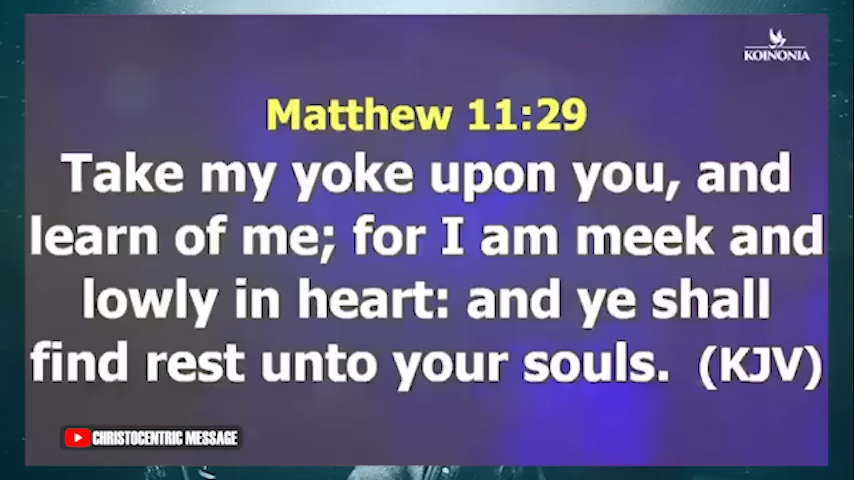 KOINONIA
Matthew 11:29
Take my yoke upon you, and
learn of me; for I am meek and
lowly in heart: and ye shall
find rest unto your souls. (KJV)
CHRISTOCENTRIC MESSAGE